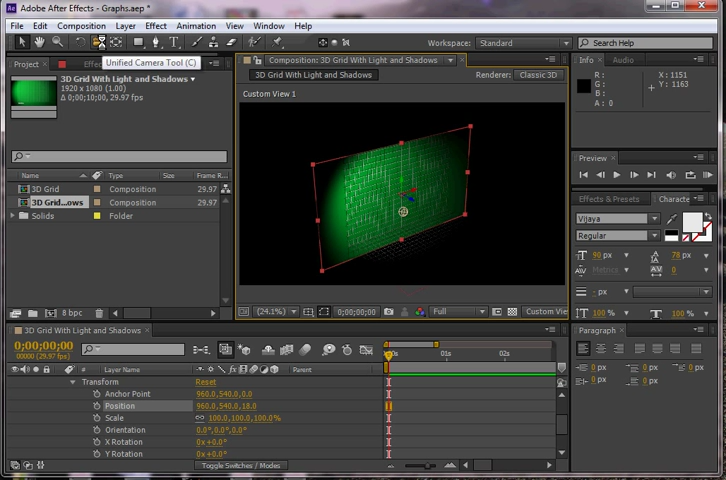 Adobe After Effects - Graphs.aep *
File Edit Composition Layer Effect Animation View Window Help
Workspace: Standard Search Help
Unified Camera Tool (C)
Project
3D Grid With Light and Shadows
1920 x 1080 (1.00)
Δ 0;00;10;00, 29.97 fps
Name Type Size Frame R...
3D Grid Composition 29.97
3D Grid...ows Composition 29.97
Solids Folder
8 bpc
Composition: 3D Grid With Light and Shadows
3D Grid With Light and Shadows Renderer: Classic 3D
Custom View 1
(24.1%) 0;00;00;00 Full Custom Vi
Info Audio
R : X : 1151
G : Y : 1163
B :
A : 0
Preview
Effects & Presets Characte
Vijaya
Regular
90 px 78 px
Metrics 0
- px
100 % 100 %
Paragraph
0 px 0 px
0 px 0 px
0 px
3D Grid With Light and Shadows
0;00;00;00
00000 (29.97 fps)
# Layer Name Parent
01s 02s
Transform Reset
Anchor Point 960.0,540.0,0.0
Position 960.0,540.0,18.0
Scale 100.0,100.0,100.0%
Orientation 0.0°,0.0°,0.0°
X Rotation 0x+0.0°
Y Rotation 0x+0.0°
Toggle Switches / Modes